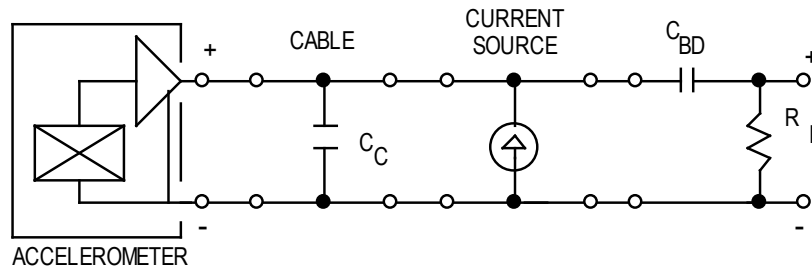 CURRENT
SOURCE
CABLE
C
BD
+
+
C
C
R
-
-
ACCELEROMETER